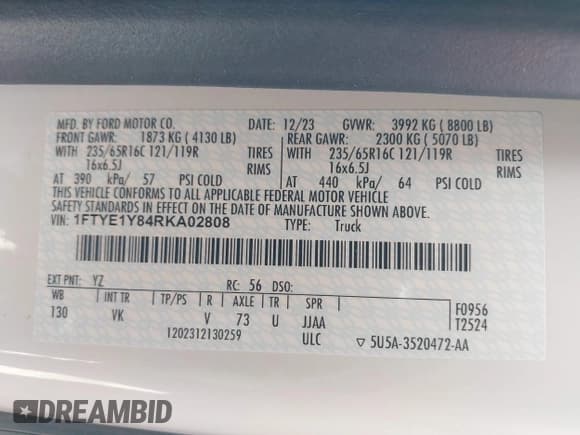 MFD. BY FORD MOTOR CO. DATE: 12/23 GVWR: 3992 KG ( 8800 LB)
FRONT GAWR: 1873 KG ( 4130 LB) REAR GAWR: 2300 KG ( 5070 LB)
WITH 235/65R16C 121/119R TIRES WITH 235/65R16C 121/119R TIRES
16x6.5J RIMS 16x6.5J RIMS
AT 390 kPa/ 57 PSI COLD AT 440 kPa/ 64 PSI COLD
THIS VEHICLE CONFORMS TO ALL APPLICABLE FEDERAL MOTOR VEHICLE
SAFETY STANDARDS IN EFFECT ON THE DATE OF MANUFACTURE SHOWN ABOVE.
VIN: 1FTYE1Y84RKA02808 TYPE: Truck
EXT PNT: YZ RC: 56 DSO:
WB INT TR TP/PS R AXLE TR SPR F0956
130 VK V 73 U JJAA T2524
1202312130259 ULC ▽ 5U5A-3520472-AA
DREAMBID